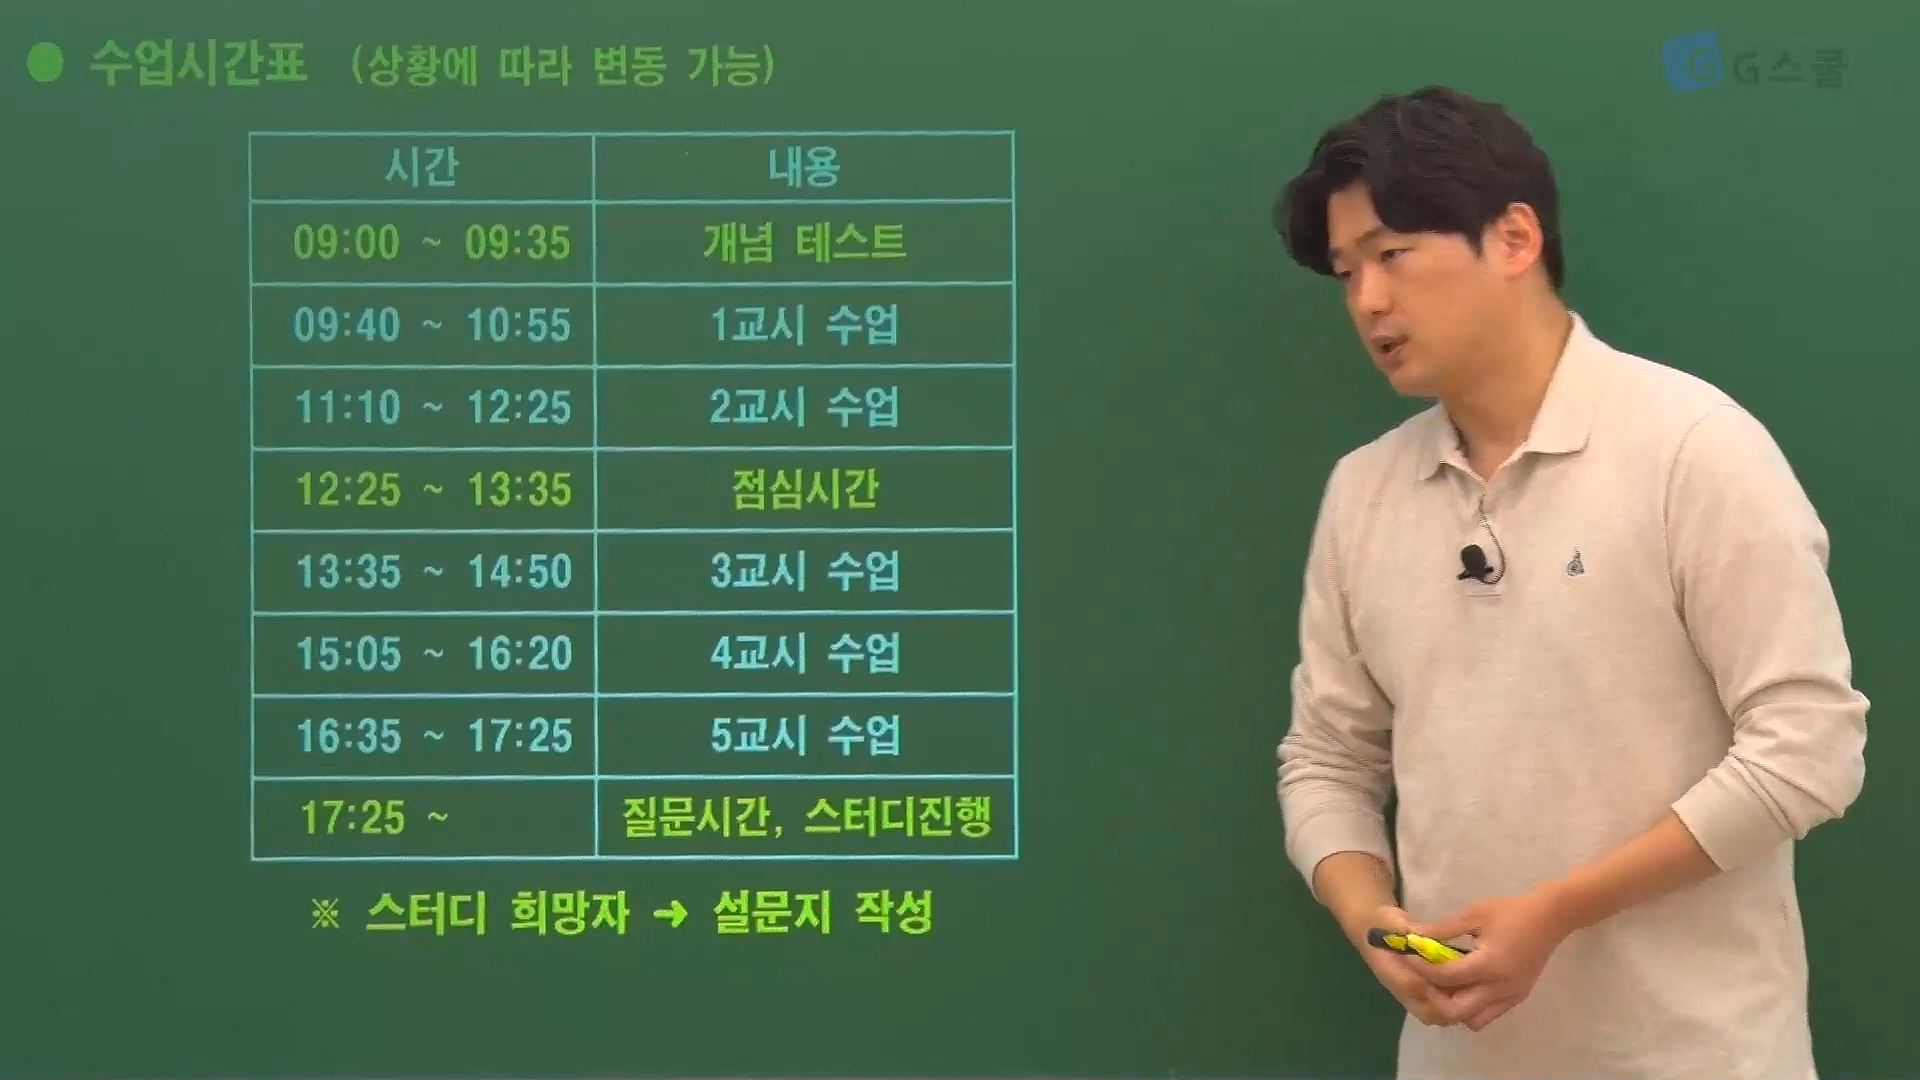 ● 수업시간표 (상황에 따라 변동 가능)
G스쿨
시간 내용
09:00 ~ 09:35 개념 테스트
09:40 ~ 10:55 1교시 수업
11:10 ~ 12:25 2교시 수업
12:25 ~ 13:35 점심시간
13:35 ~ 14:50 3교시 수업
15:05 ~ 16:20 4교시 수업
16:35 ~ 17:25 5교시 수업
17:25 ~ 질문시간, 스터디진행
※ 스터디 희망자 → 설문지 작성